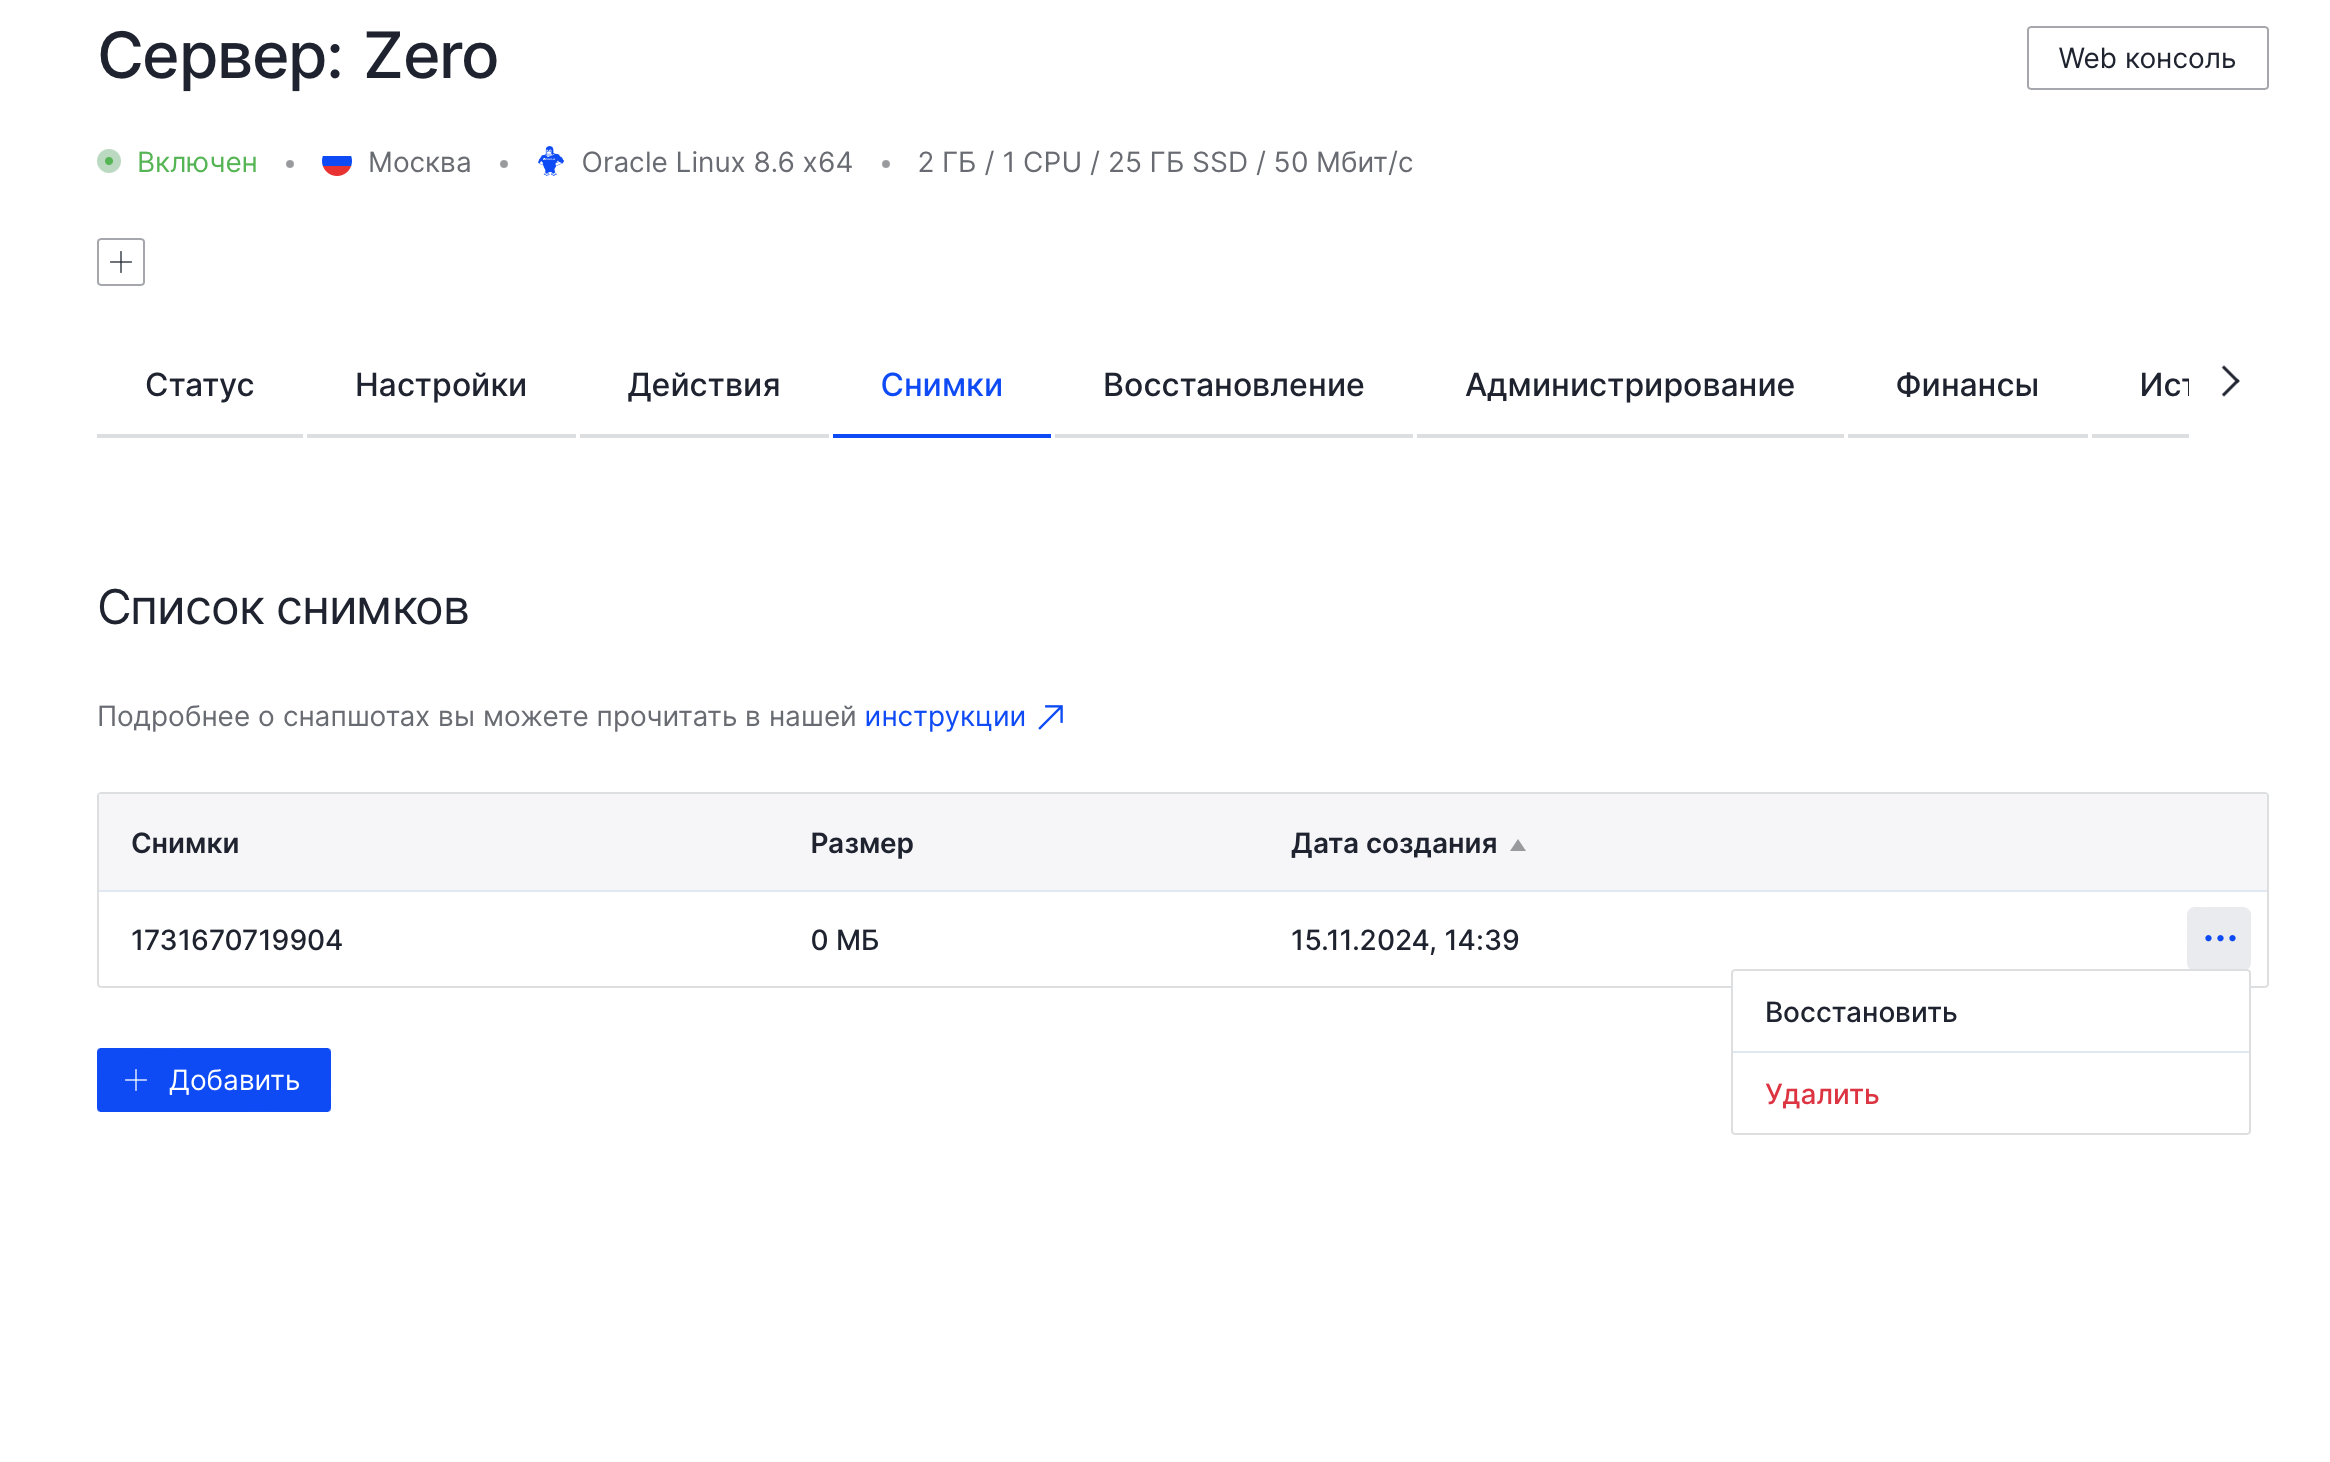 Сервер: Zero
Web консоль
Включен • Москва • Oracle Linux 8.6 x64 • 2 ГБ / 1 CPU / 25 ГБ SSD / 50 Мбит/с
Статус Настройки Действия Снимки Восстановление Администрирование Финансы Ист
Список снимков
Подробнее о снапшотах вы можете прочитать в нашей инструкции
Снимки Размер Дата создания
1731670719904 0 МБ 15.11.2024, 14:39
Восстановить
Удалить
Добавить